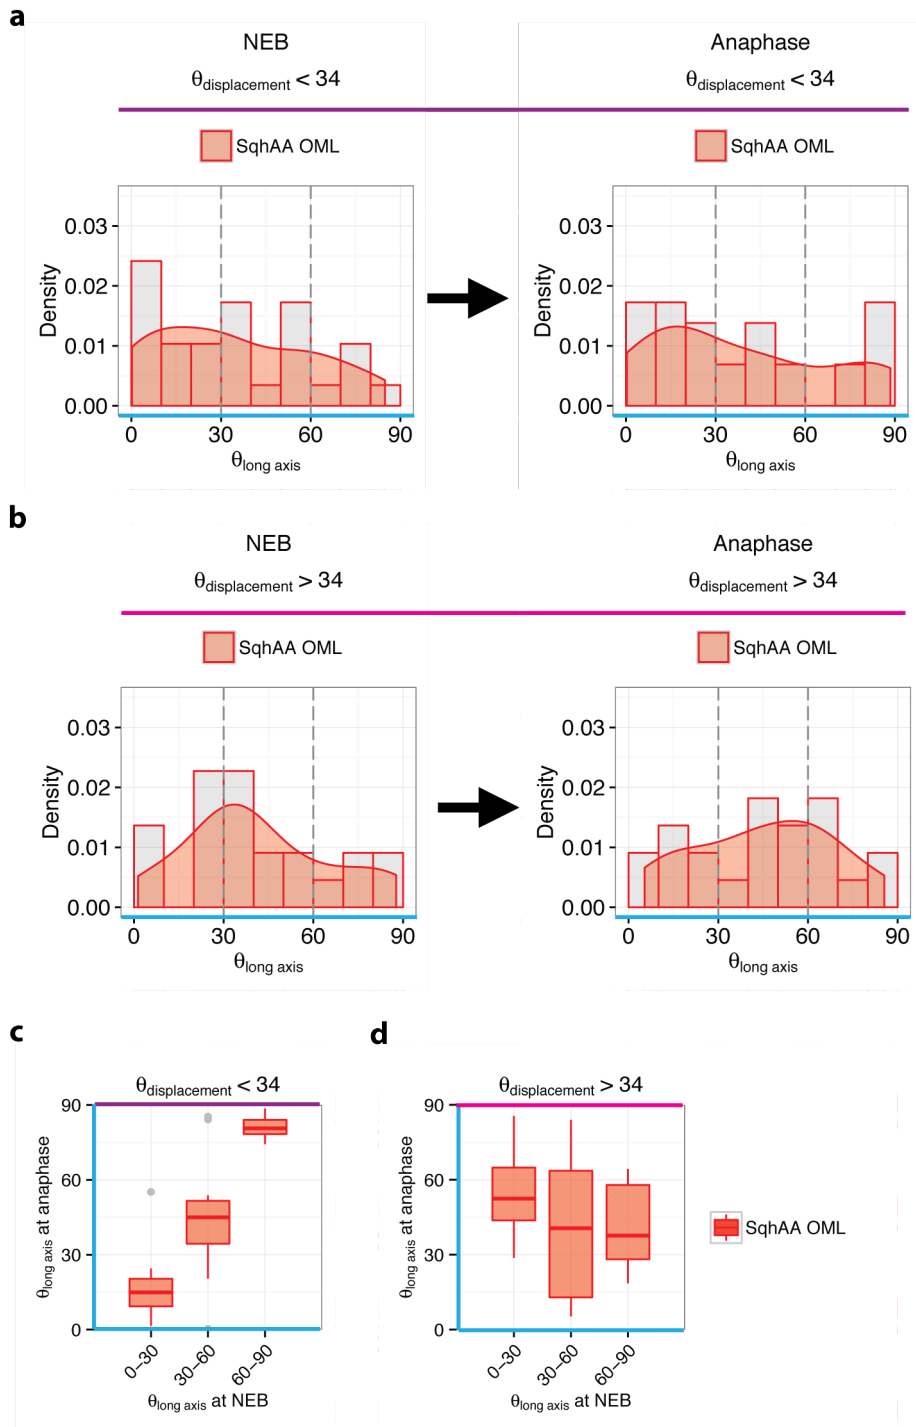 a
NEB
Anaphase
θdisplacement < 34
θdisplacement < 34
SqhAA OML
SqhAA OML
Density
0.03
0.02
0.01
0.00
0
30
60
90
θlong axis
Density
0.03
0.02
0.01
0.00
0
30
60
90
θlong axis
b
NEB
Anaphase
θdisplacement > 34
θdisplacement > 34
SqhAA OML
SqhAA OML
Density
0.03
0.02
0.01
0.00
0
30
60
90
θlong axis
Density
0.03
0.02
0.01
0.00
0
30
60
90
θlong axis
c
θdisplacement < 34
θlong axis at anaphase
90
60
30
0
0–30
30–60
60–90
θlong axis at NEB
d
θdisplacement > 34
θlong axis at anaphase
90
60
30
0
0–30
30–60
60–90
θlong axis at NEB
SqhAA OML